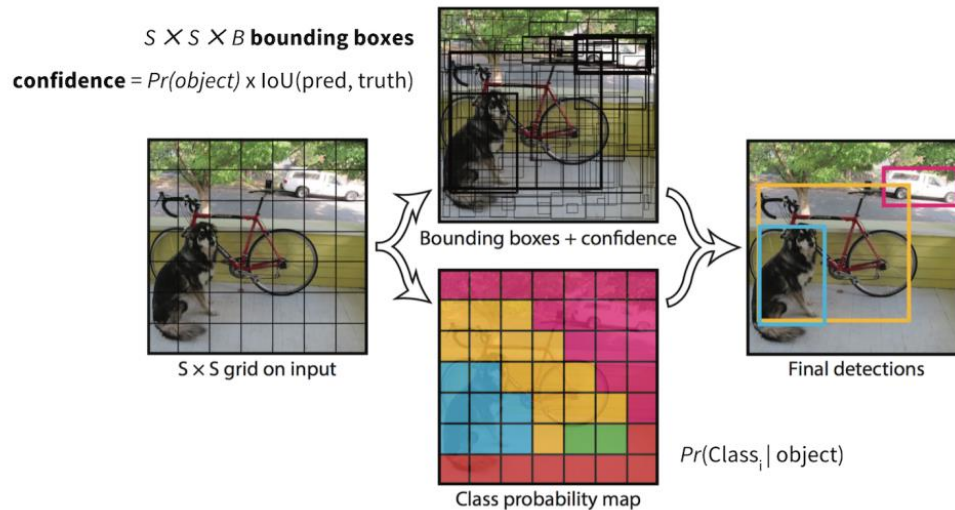 S × S × B bounding boxes
confidence = Pr(object) x IoU(pred, truth)
Bounding boxes + confidence
S × S grid on input
Final detections
Pr(Class_i | object)
Class probability map